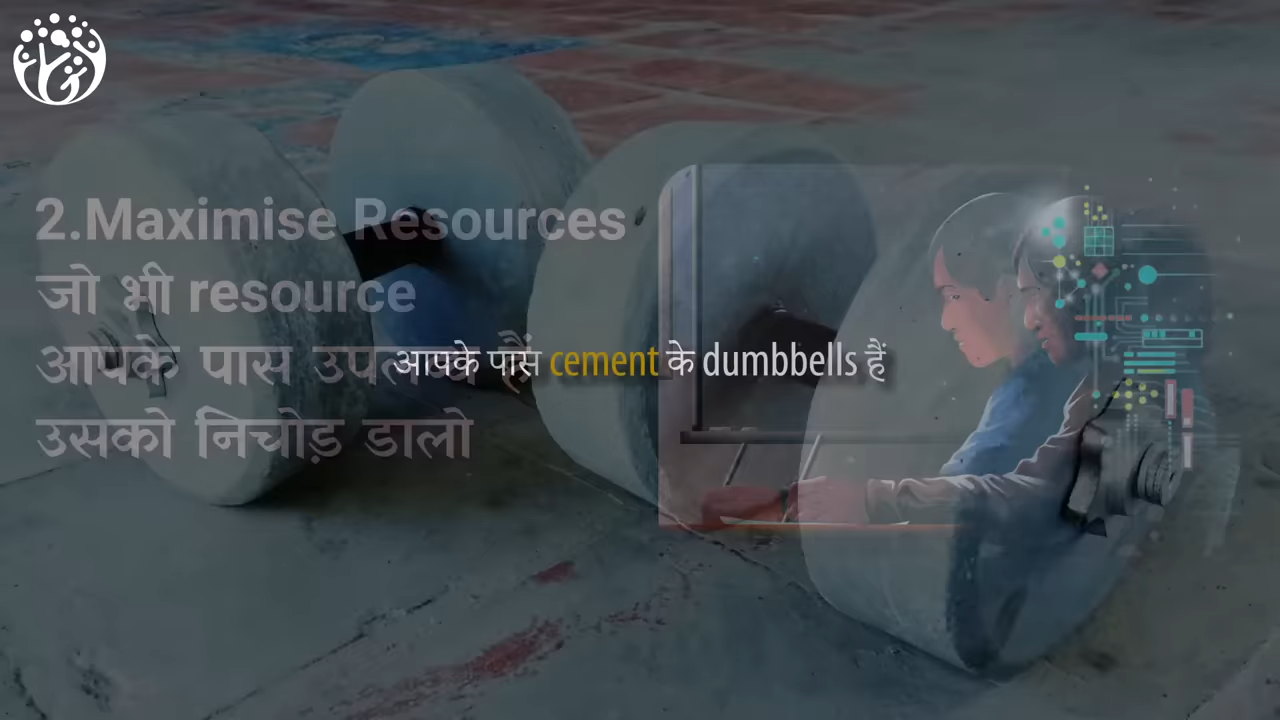 2.Maximise Resources
जो भी resource
आपके पास
आपके पास cement के dumbbells हैं
उसको निचोड़ डालो